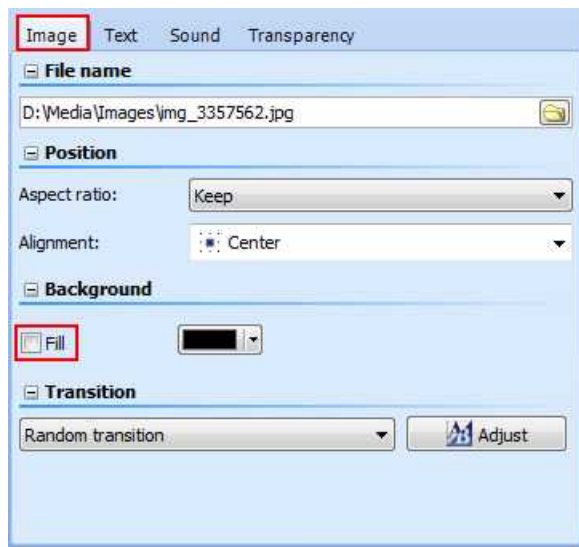 Image Text Sound Transparency
File name
D:\Media\Images\img_3357562.jpg
Position
Aspect ratio: Keep
Alignment: Center
Background
Fill
Transition
Random transition Adjust